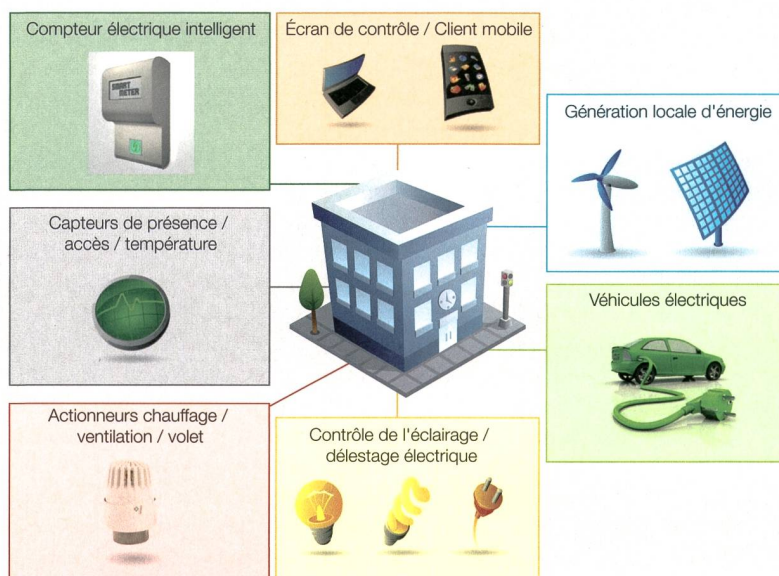 Compteur électrique intelligent
SMART
METER
Écran de contrôle / Client mobile
Génération locale d'énergie
Capteurs de présence /
accès / température
Véhicules électriques
Actionneurs chauffage /
ventilation / volet
Contrôle de l'éclairage /
délestage électrique